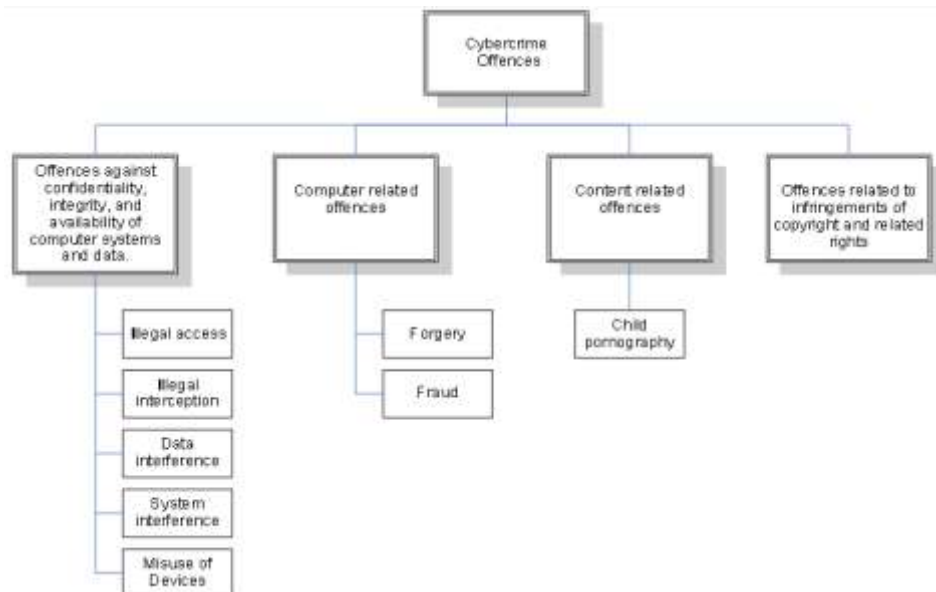 Cybercrime
Offences
Offences against
confidentiality,
integrity, and
availability of
computer systems
and data.
Computer related
offences
Content related
offences
Offences related to
infringements of
copyright and related
rights
Illegal access
Illegal
interception
Data
interference
System
interference
Misuse of
Devices
Forgery
Fraud
Child
pornography